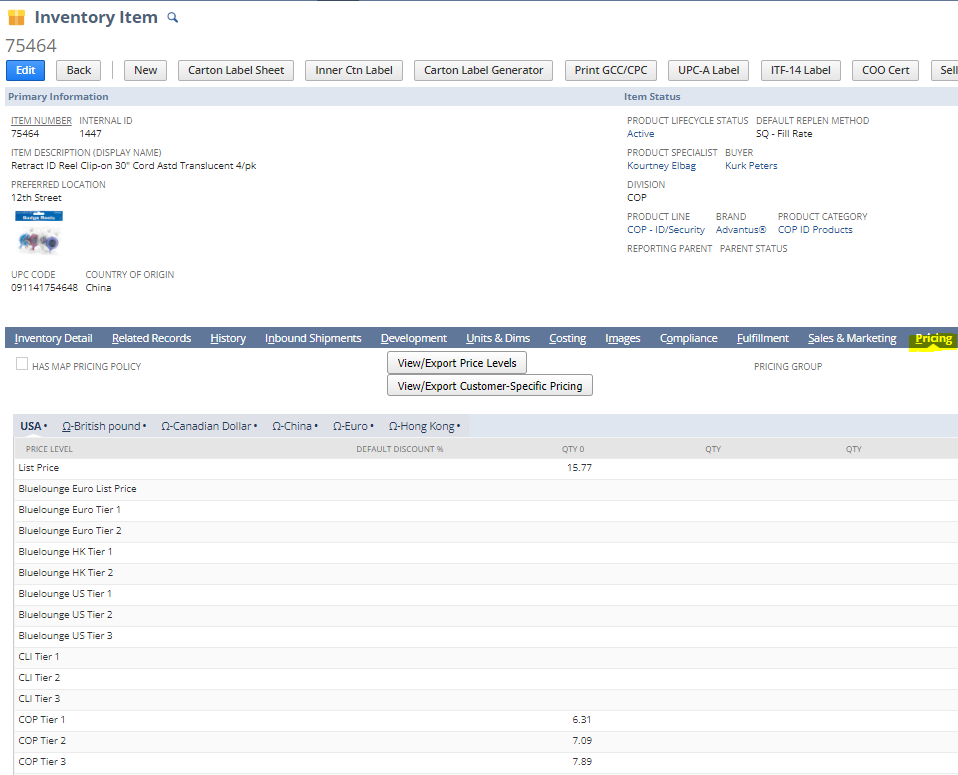 Inventory Item
75464
Edit Back New Carton Label Sheet Inner Ctn Label Carton Label Generator Print GCC/CPC UPC-A Label ITF-14 Label COO Cert Sell
Primary Information Item Status
ITEM NUMBER INTERNAL ID PRODUCT LIFECYCLE STATUS DEFAULT REPLEN METHOD
75464 1447 Active SQ - Fill Rate
ITEM DESCRIPTION (DISPLAY NAME) PRODUCT SPECIALIST BUYER
Retract ID Reel Clip-on 30" Cord Astd Translucent 4/pk Kourtney Elbag Kurk Peters
PREFERRED LOCATION DIVISION
12th Street COP
Badge Reels PRODUCT LINE BRAND PRODUCT CATEGORY
COP - ID/Security Advantus® COP ID Products
REPORTING PARENT PARENT STATUS
UPC CODE COUNTRY OF ORIGIN
091141754648 China
Inventory Detail Related Records History Inbound Shipments Development Units & Dims Costing Images Compliance Fulfillment Sales & Marketing Pricing
HAS MAP PRICING POLICY View/Export Price Levels PRICING GROUP
View/Export Customer-Specific Pricing
USA • Ω-British pound • Ω-Canadian Dollar • Ω-China • Ω-Euro • Ω-Hong Kong •
PRICE LEVEL DEFAULT DISCOUNT % QTY 0 QTY QTY
List Price 15.77
Bluelounge Euro List Price
Bluelounge Euro Tier 1
Bluelounge Euro Tier 2
Bluelounge HK Tier 1
Bluelounge HK Tier 2
Bluelounge US Tier 1
Bluelounge US Tier 2
Bluelounge US Tier 3
CLI Tier 1
CLI Tier 2
CLI Tier 3
COP Tier 1 6.31
COP Tier 2 7.09
COP Tier 3 7.89